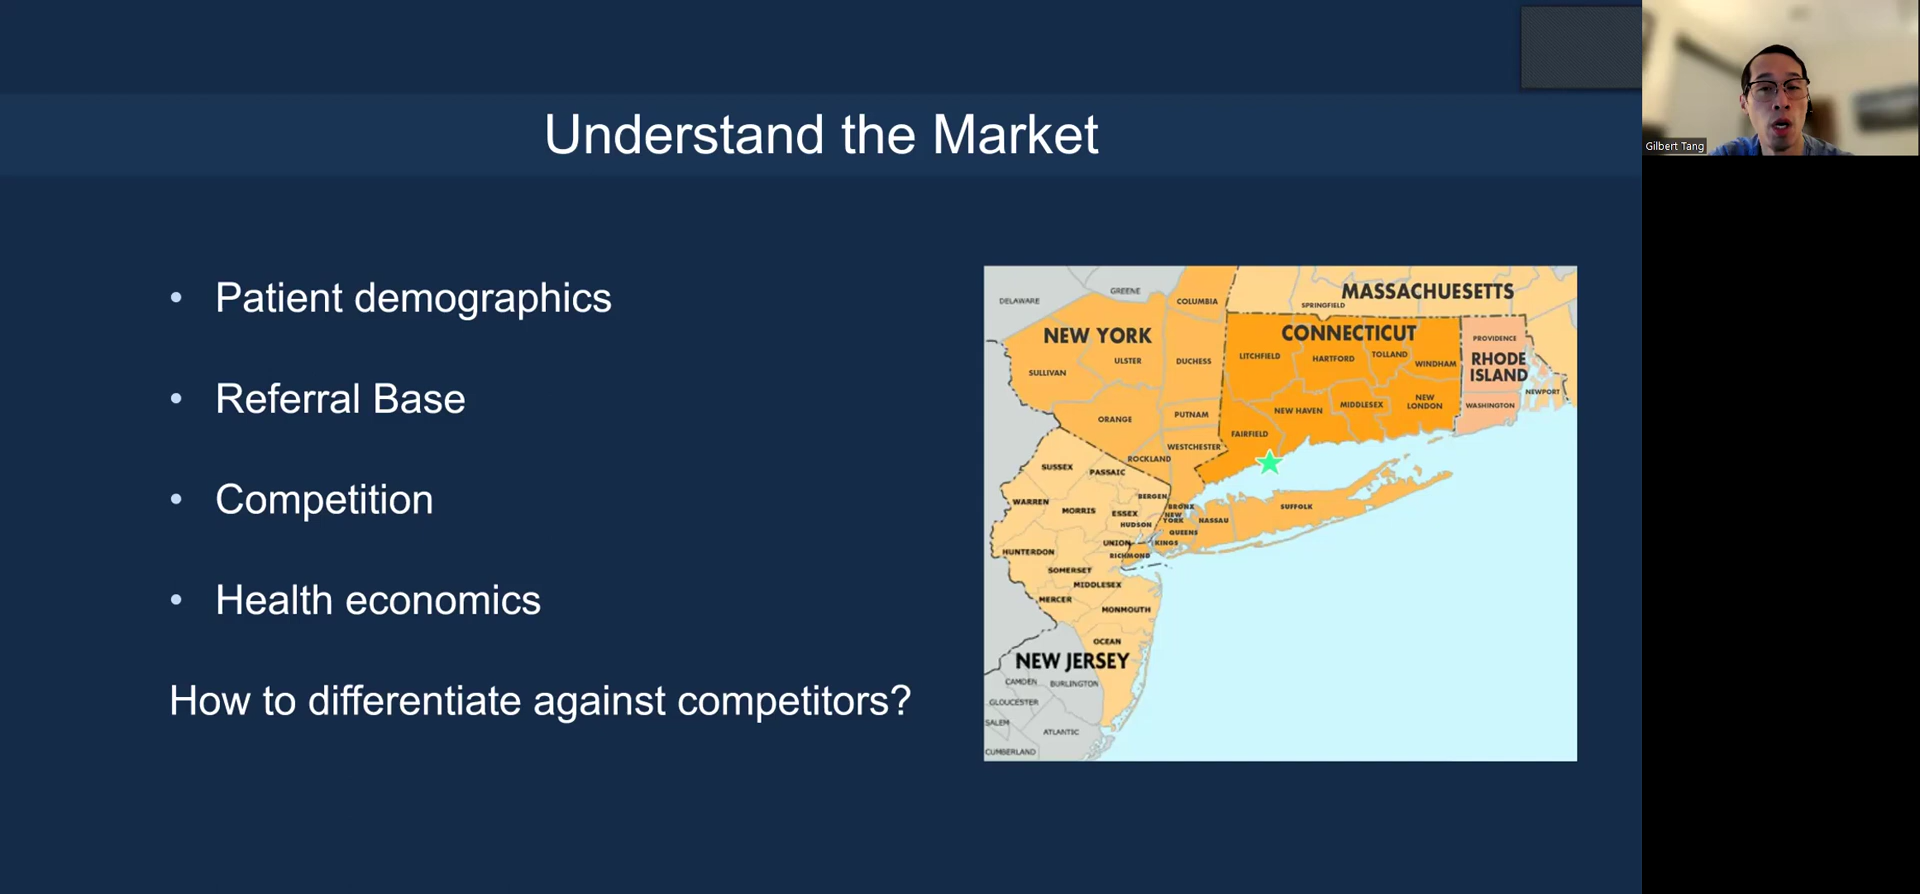 Understand the Market
Gilbert Tang
• Patient demographics
• Referral Base
• Competition
• Health economics
How to differentiate against competitors?
DELAWARE
GREENE
COLUMBIA
MASSACHUESETTS
SPRINGFIELD
NEW YORK
CONNECTICUT
PROVIDENCE
ULSTER
DUCHESS
LITCHFIELD
HARTFORD
TOLLAND
WINDHAM
RHODE
ISLAND
SULLIVAN
NEWPORT
ORANGE
PUTNAM
NEW HAVEN
MIDDLESEX
NEW
LONDON
WASHINGTON
FAIRFIELD
WESTCHESTER
ROCKLAND
SUSSEX
PASSAIC
WARREN
BERGEN
MORRIS
ESSEX
BRONX
NEW
YORK
NASSAU
SUFFOLK
HUDSON
QUEENS
UNION
KINGS
HUNTERDON
RICHMOND
SOMERSET
MIDDLESEX
MERCER
MONMOUTH
OCEAN
NEW JERSEY
CAMDEN
BURLINGTON
GLOUCESTER
SALEM
ATLANTIC
CUMBERLAND